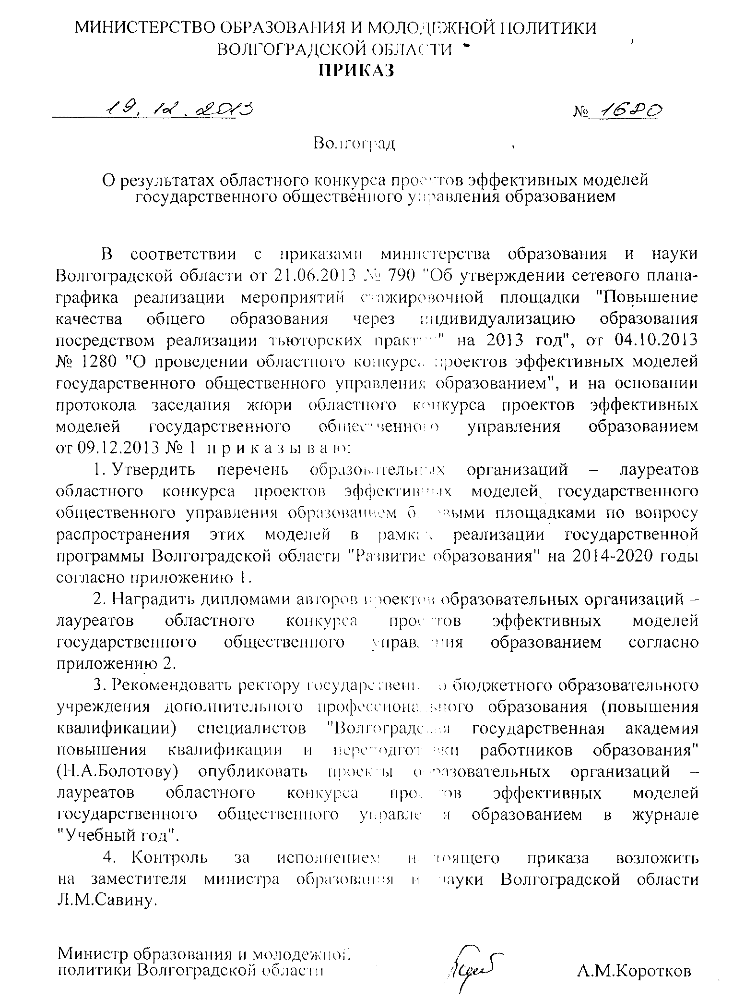 МИНИСТЕРСТВО ОБРАЗОВАНИЯ И МОЛОДЕЖНОЙ ПОЛИТИКИ
ВОЛГОГРАДСКОЙ ОБЛАСТИ
ПРИКАЗ
19.12.2013 № 1680
Волгоград
О результатах областного конкурса проектов эффективных моделей
государственного общественного управления образованием
В соответствии с приказами министерства образования и науки
Волгоградской области от 21.06.2013 № 790 "Об утверждении сетевого плана-
графика реализации мероприятий стажировочной площадки "Повышение
качества общего образования через индивидуализацию образования
посредством реализации тьюторских практик" на 2013 год", от 04.10.2013
№ 1280 "О проведении областного конкурса проектов эффективных моделей
государственного общественного управления образованием", и на основании
протокола заседания жюри областного конкурса проектов эффективных
моделей государственного общественного управления образованием
от 09.12.2013 № 1 п р и к а з ы в а ю:
1. Утвердить перечень образовательных организаций – лауреатов
областного конкурса проектов эффективных моделей государственного
общественного управления образованием базовыми площадками по вопросу
распространения этих моделей в рамках реализации государственной
программы Волгоградской области "Развитие образования" на 2014-2020 годы
согласно приложению 1.
2. Наградить дипломами авторов проектов образовательных организаций –
лауреатов областного конкурса проектов эффективных моделей
государственного общественного управления образованием согласно
приложению 2.
3. Рекомендовать ректору государственного бюджетного образовательного
учреждения дополнительного профессионального образования (повышения
квалификации) специалистов "Волгоградская государственная академия
повышения квалификации и переподготовки работников образования"
(Н.А.Болотову) опубликовать проекты образовательных организаций –
лауреатов областного конкурса проектов эффективных моделей
государственного общественного управления образованием в журнале
"Учебный год".
4. Контроль за исполнением настоящего приказа возложить
на заместителя министра образования и науки Волгоградской области
Л.М.Савину.
Министр образования и молодежной
политики Волгоградской области А.М.Коротков